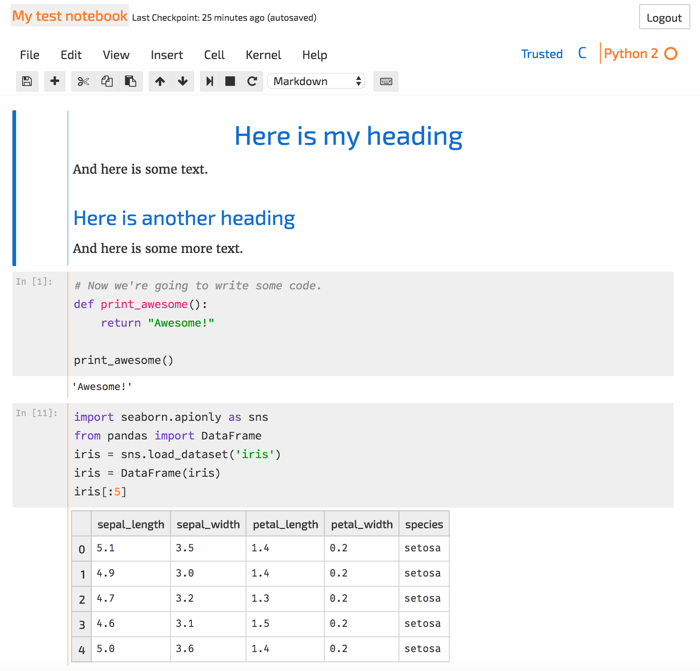 My test notebook Last Checkpoint: 25 minutes ago (autosaved) Logout
File Edit View Insert Cell Kernel Help Trusted C Python 2
Markdown
Here is my heading
And here is some text.
Here is another heading
And here is some more text.
In [1]: # Now we're going to write some code.
def print_awesome():
    return "Awesome!"
print_awesome()
'Awesome!'
In [11]: import seaborn.apionly as sns
from pandas import DataFrame
iris = sns.load_dataset('iris')
iris = DataFrame(iris)
iris[:5]
sepal_length sepal_width petal_length petal_width species
0 5.1 3.5 1.4 0.2 setosa
1 4.9 3.0 1.4 0.2 setosa
2 4.7 3.2 1.3 0.2 setosa
3 4.6 3.1 1.5 0.2 setosa
4 5.0 3.6 1.4 0.2 setosa